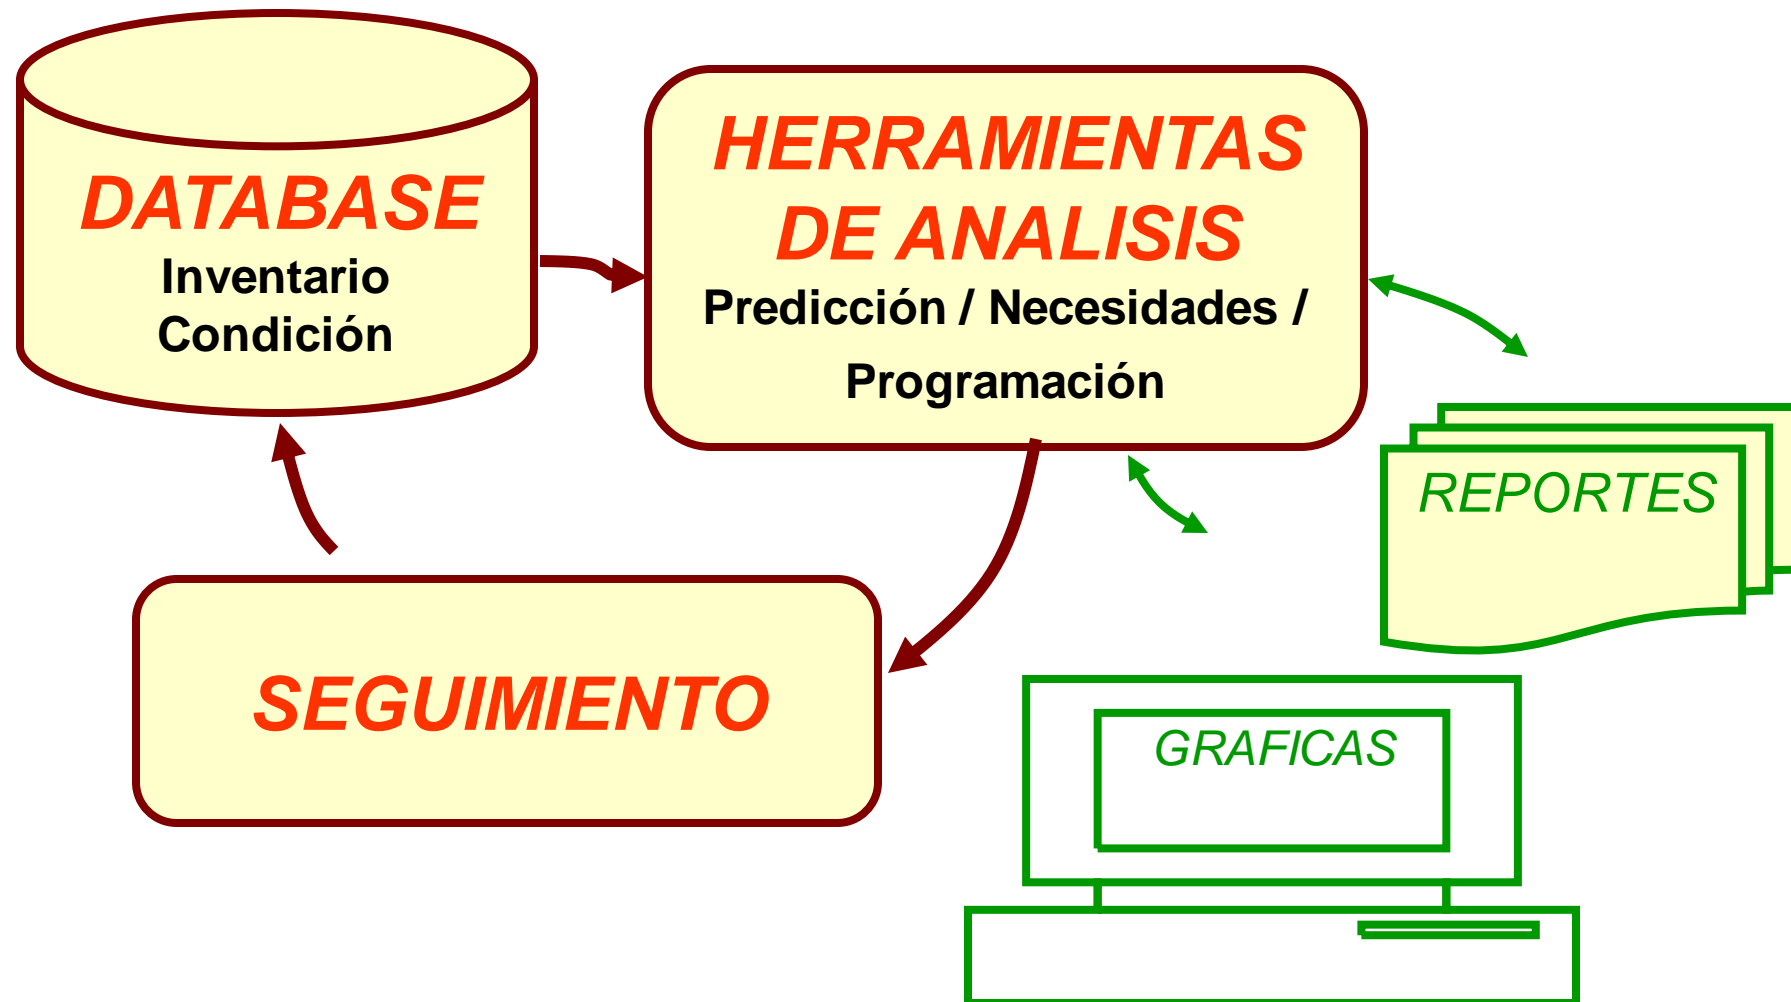 DATABASE
Inventario
Condición
HERRAMIENTAS
DE ANALISIS
Predicción / Necesidades /
Programación
REPORTES
SEGUIMIENTO
GRAFICAS